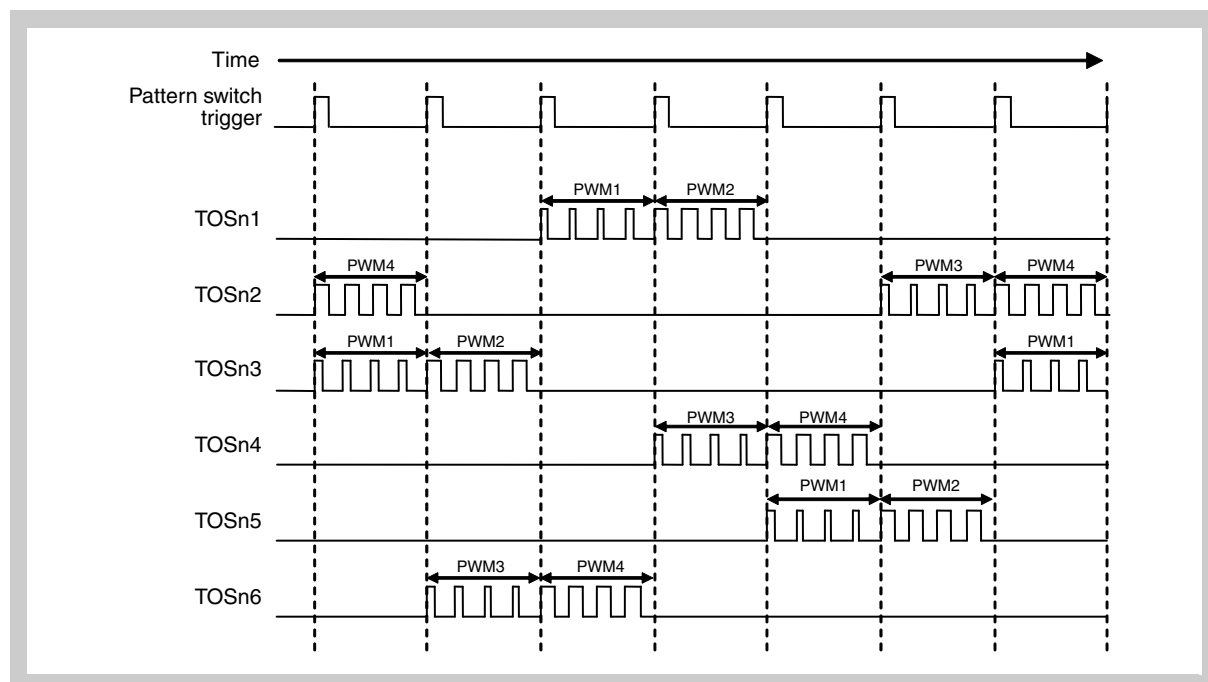 Time
Pattern switch
trigger
PWM1 PWM2
TOSn1
PWM4 PWM3 PWM4
TOSn2
PWM1 PWM2 PWM1
TOSn3
PWM3 PWM4
TOSn4
PWM1 PWM2
TOSn5
PWM3 PWM4
TOSn6